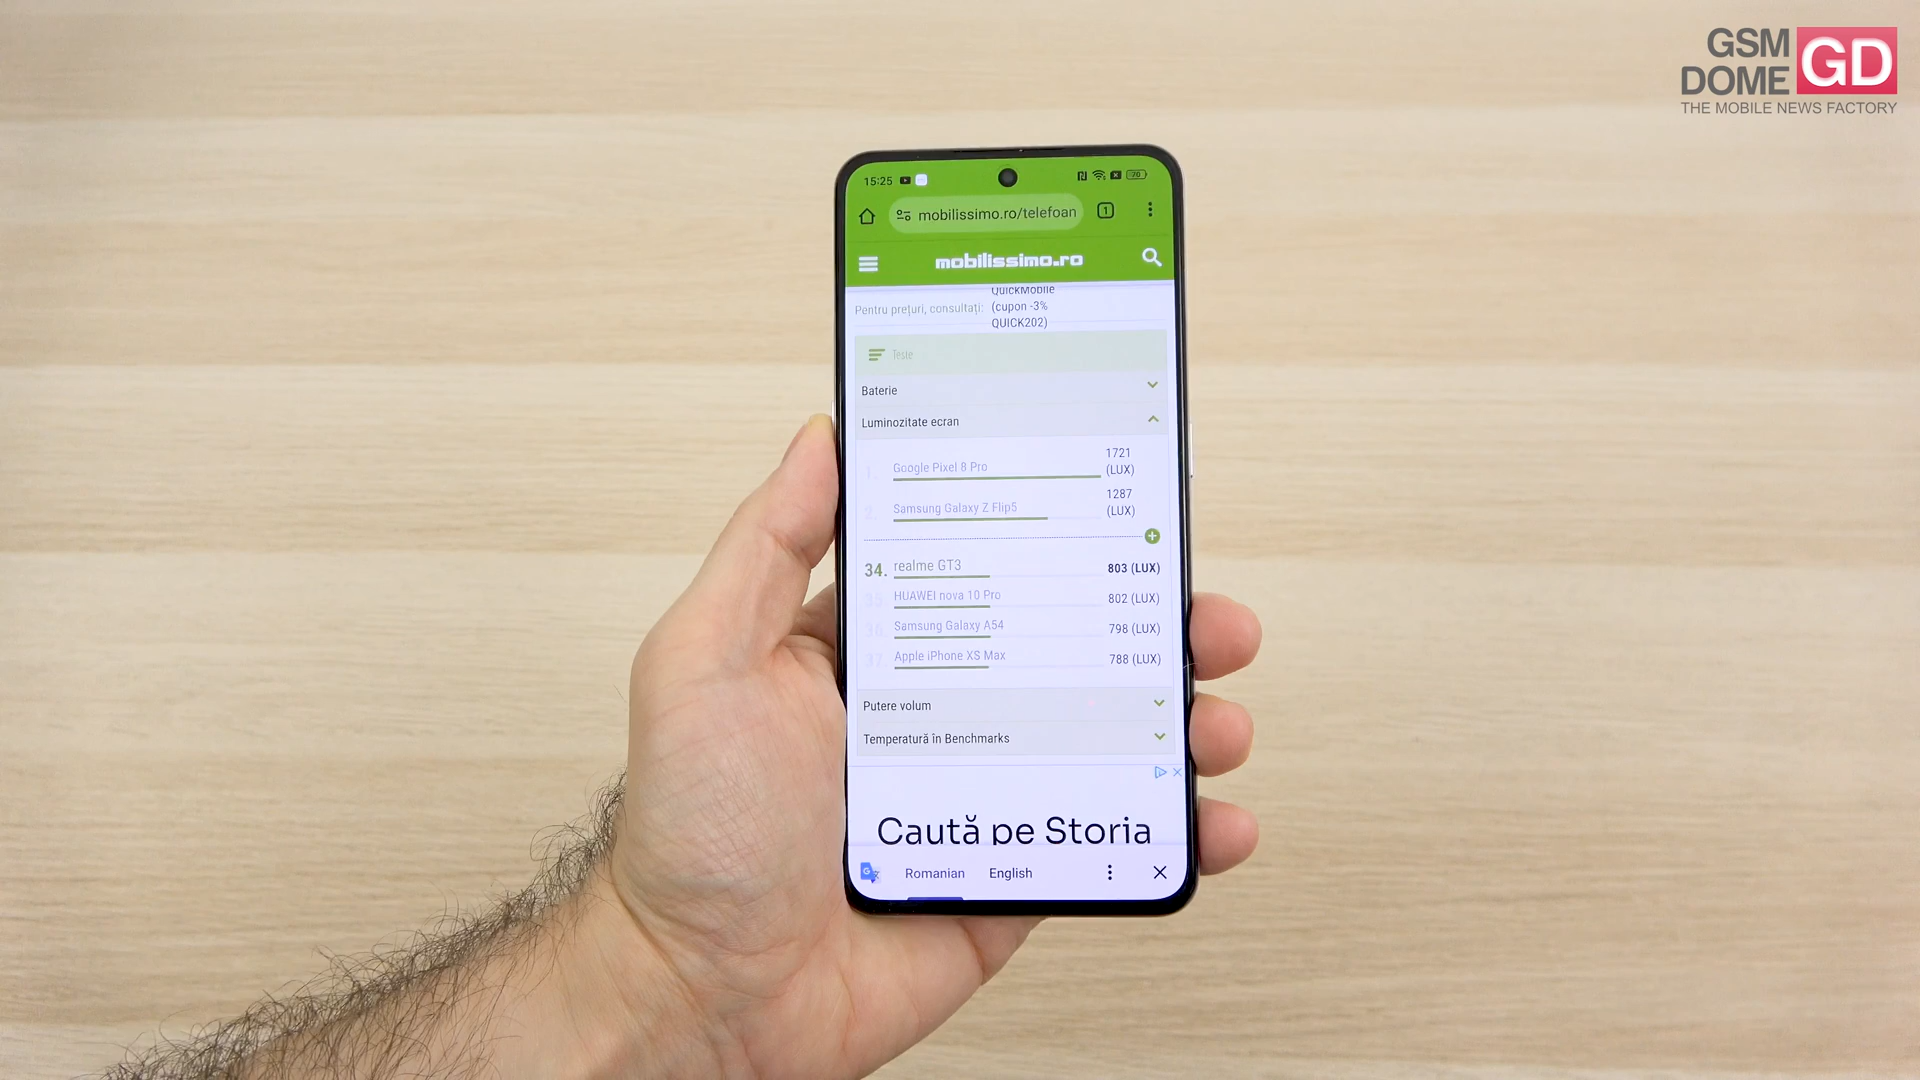 GSM
DOME
GD
THE MOBILE NEWS FACTORY
15:25
70
mobilissimo.ro/telefoan
1
mobilissimo.ro
QuickMobile
Pentru prețuri, consultați: (cupon -3%
QUICK202)
Teste
Baterie
Luminozitate ecran
1. Google Pixel 8 Pro 1721
(LUX)
2. Samsung Galaxy Z Flip5 1287
(LUX)
34. realme GT3 803 (LUX)
35. HUAWEI nova 10 Pro 802 (LUX)
36. Samsung Galaxy A54 798 (LUX)
37. Apple iPhone XS Max 788 (LUX)
Putere volum
Temperatură în Benchmarks
Caută pe Storia
Romanian English